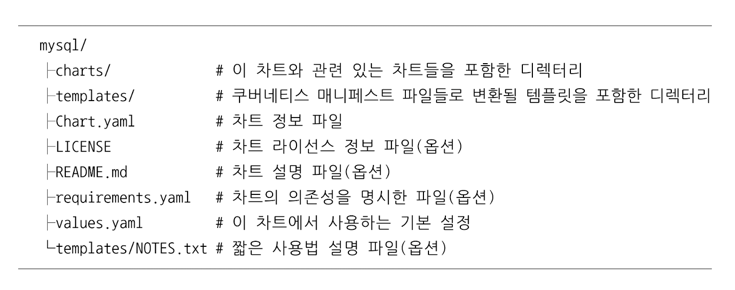 mysql/
├charts/ # 이 차트와 관련 있는 차트들을 포함한 디렉터리
├templates/ # 쿠버네티스 매니페스트 파일들로 변환될 템플릿을 포함한 디렉터리
├Chart.yaml # 차트 정보 파일
├LICENSE # 차트 라이선스 정보 파일(옵션)
├README.md # 차트 설명 파일(옵션)
├requirements.yaml # 차트의 의존성을 명시한 파일(옵션)
├values.yaml # 이 차트에서 사용하는 기본 설정
└templates/NOTES.txt # 짧은 사용법 설명 파일(옵션)